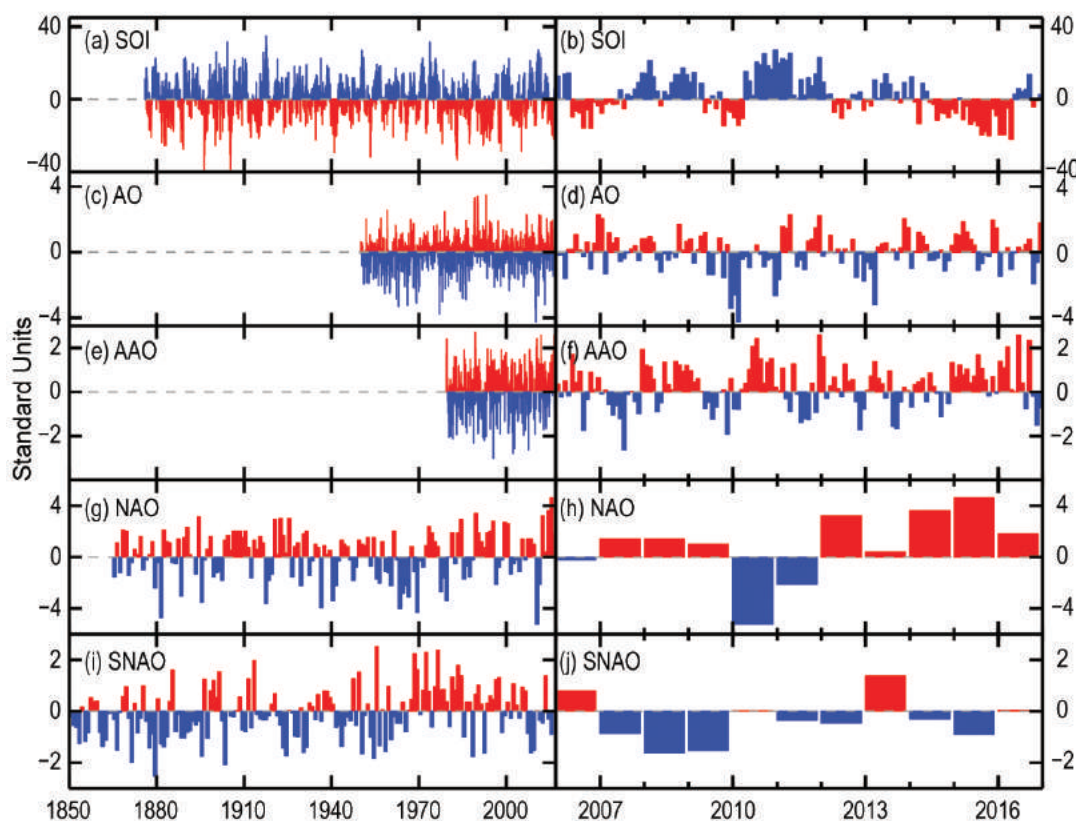 40 (a) SOI (b) SOI 40
0 0
−40 −40
4 (c) AO (d) AO 4
0 0
−4 −4
2 (e) AAO (f) AAO 2
0 0
−2 −2
4 (g) NAO (h) NAO 4
0 0
−4 −4
2 (i) SNAO (j) SNAO 2
0 0
−2 −2
Standard Units
1850 1880 1910 1940 1970 2000 2007 2010 2013 2016